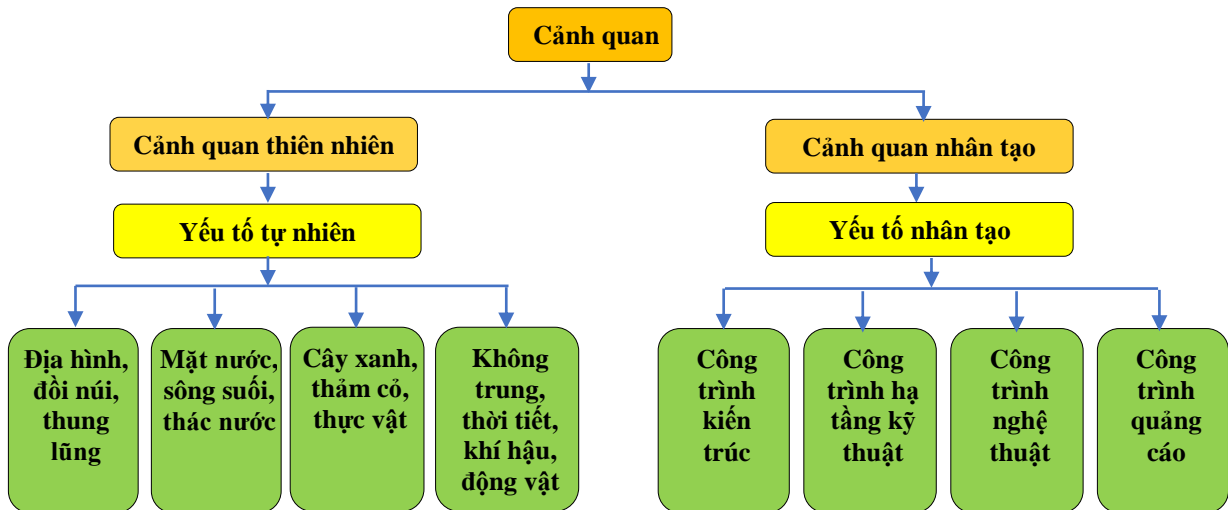 Cảnh quan
Cảnh quan thiên nhiên
Cảnh quan nhân tạo
Yếu tố tự nhiên
Yếu tố nhân tạo
Địa hình,
đồi núi,
thung
lũng
Mặt nước,
sông suối,
thác nước
Cây xanh,
thảm cỏ,
thực vật
Không
trung,
thời tiết,
khí hậu,
động vật
Công
trình
kiến
trúc
Công
trình hạ
tầng kỹ
thuật
Công
trình
nghệ
thuật
Công
trình
quảng
cáo